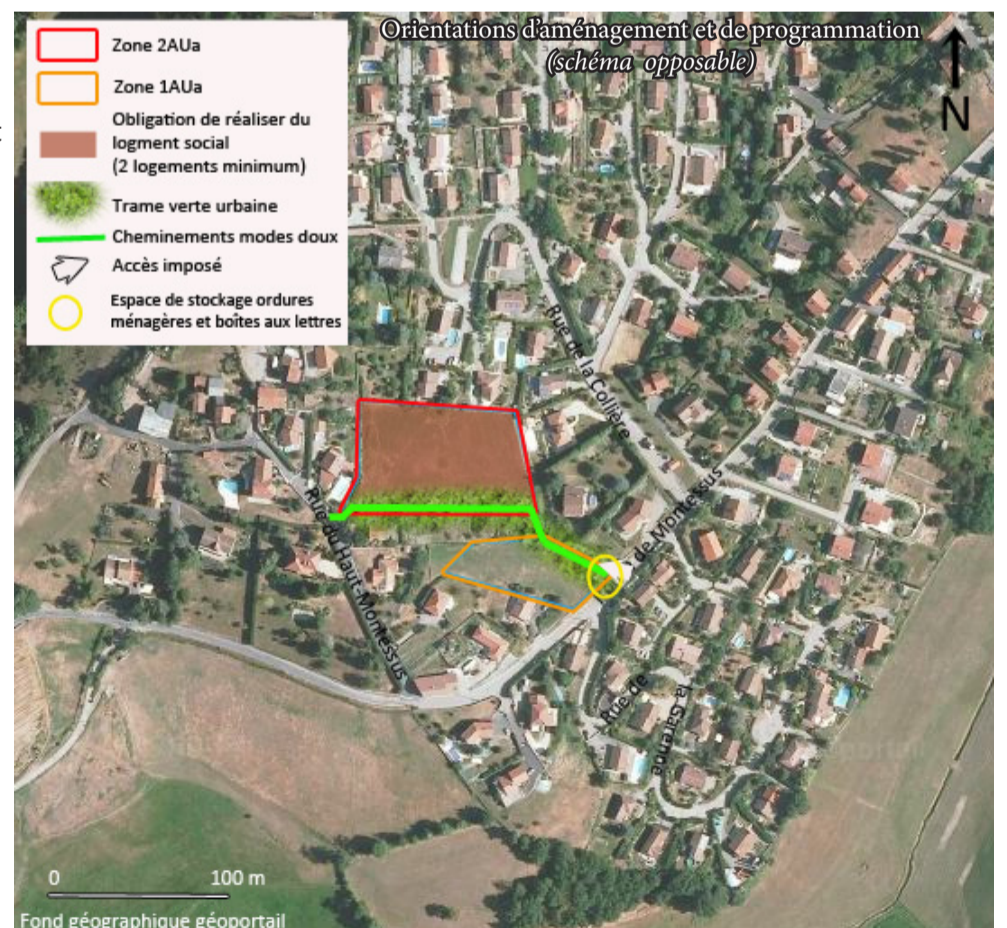 Orientations d'aménagement et de programmation
(schéma opposable)
N
Zone 2AUa
Zone 1AUa
Obligation de réaliser du
logment social
(2 logements minimum)
Trame verte urbaine
Cheminements modes doux
Accès imposé
Espace de stockage ordures
ménagères et boîtes aux lettres
Rue de la Collière
de Montessus
Rue du Haut-Montessus
Rue de
la Garenne
0 100 m
Fond géographique géoportail